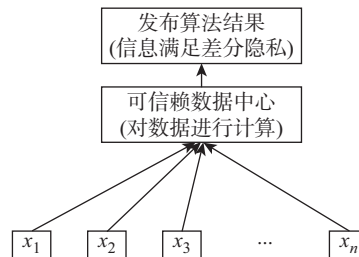 发布算法结果
(信息满足差分隐私)
可信赖数据中心
(对数据进行计算)
x1 x2 x3 ... xn